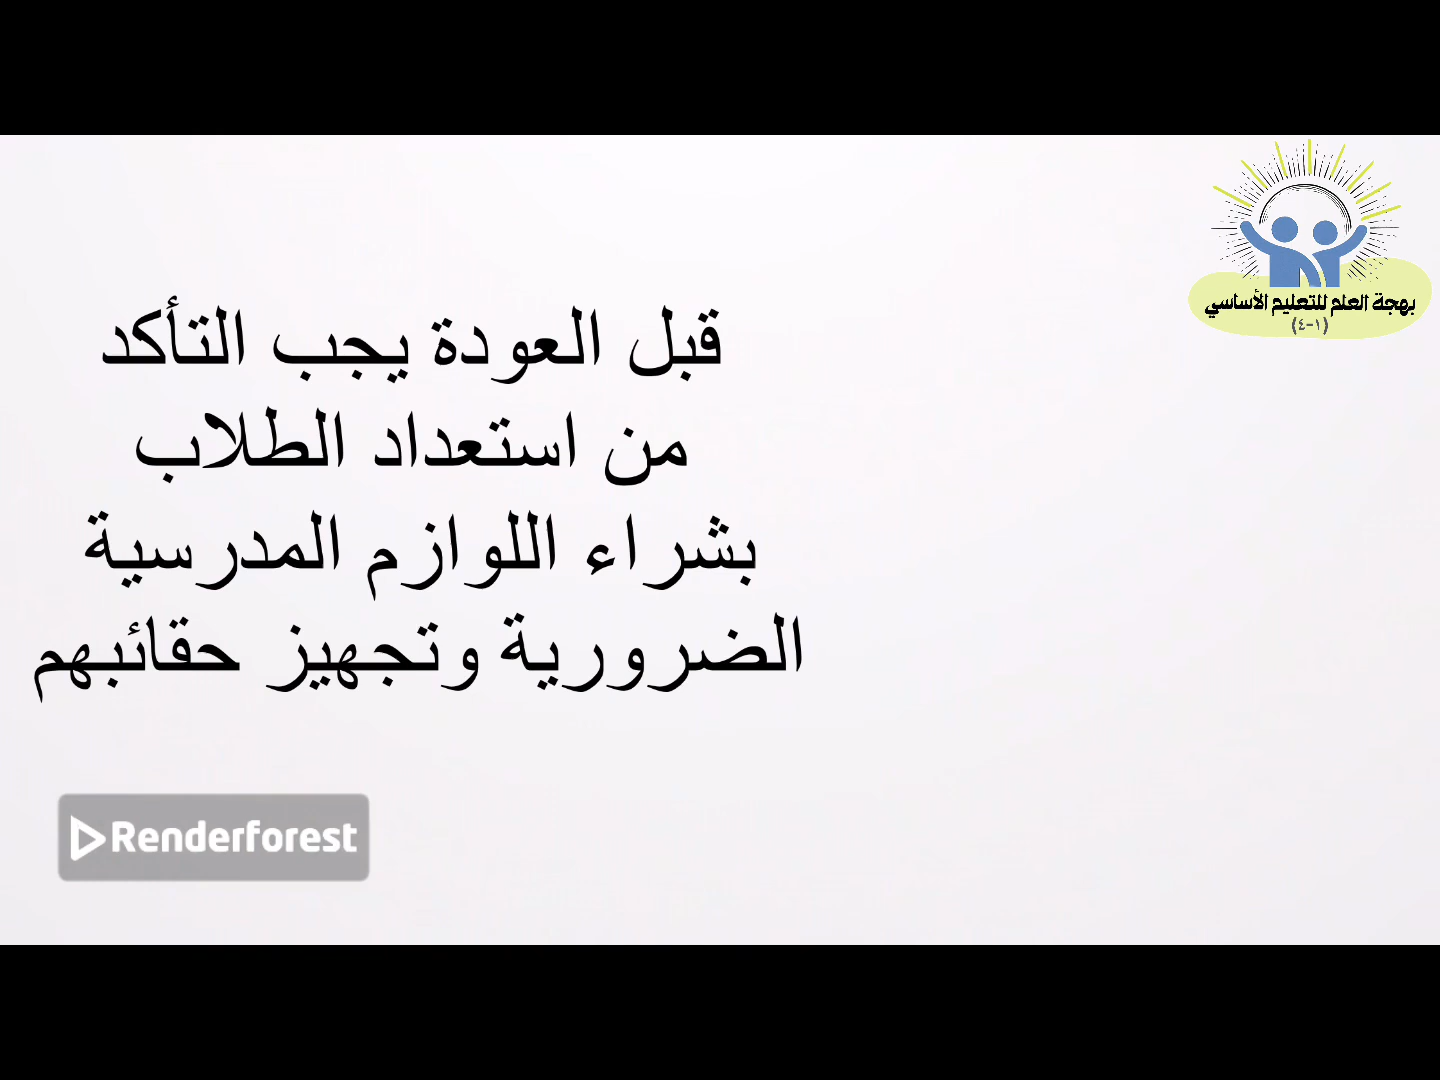 بهجة العلم للتعليم الأساسي
(١-٤)
قبل العودة يجب التأكد
من استعداد الطلاب
بشراء اللوازم المدرسية
الضرورية وتجهيز حقائبهم
Renderforest